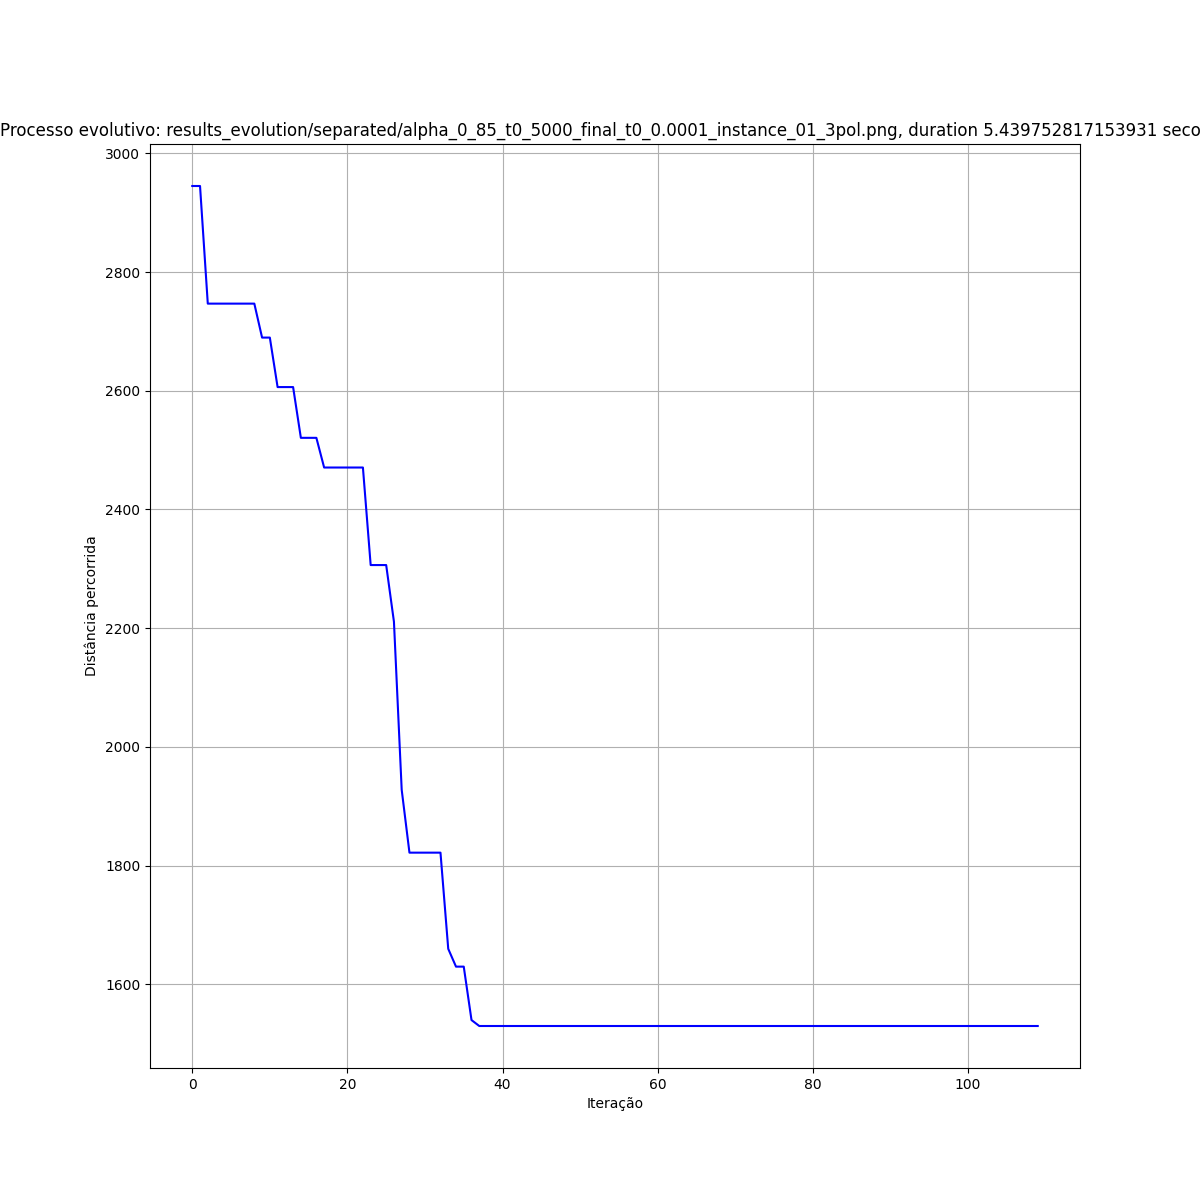 Processo evolutivo: results_evolution/separated/alpha_0_85_t0_5000_final_t0_0.0001_instance_01_3pol.png, duration 5.439752817153931 seco
3000
2800
2600
2400
2200
2000
1800
1600
Distância percorrida
0 20 40 60 80 100
Iteração